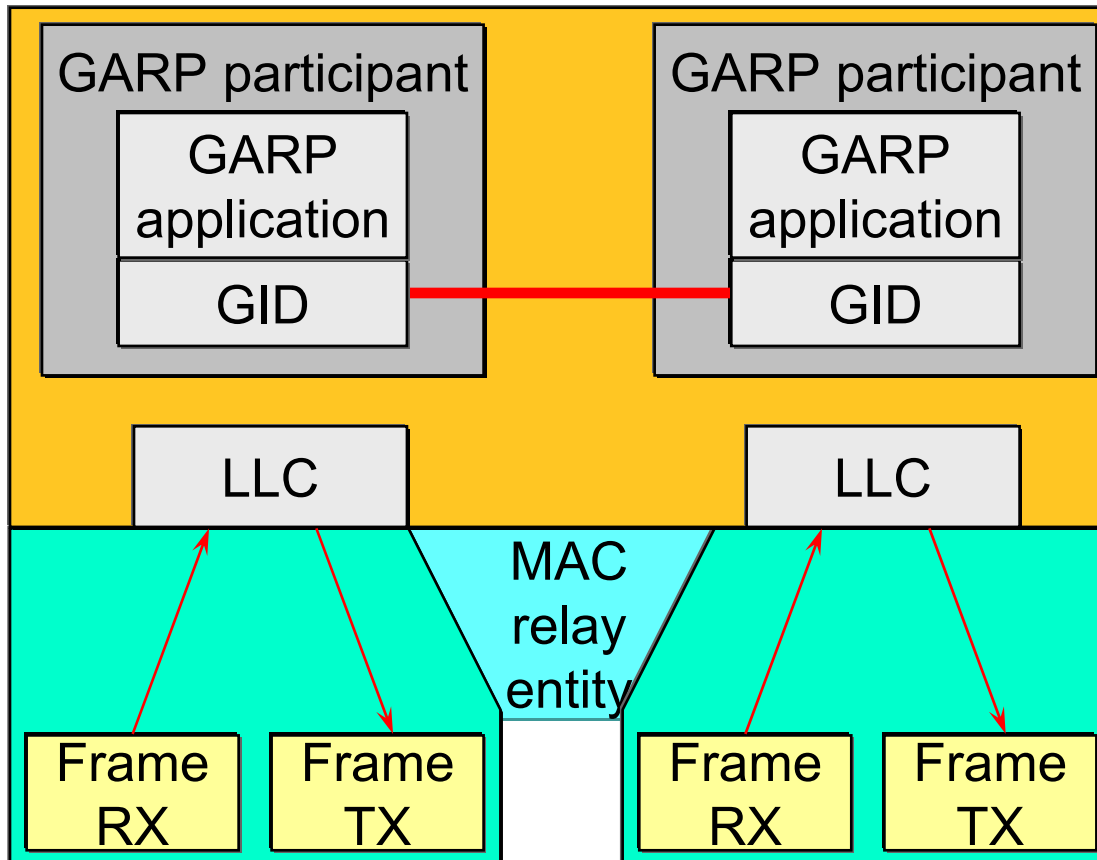 GARP participant
GARP
application
GID
GARP participant
GARP
application
GID
LLC
LLC
MAC
relay
entity
Frame
RX
Frame
TX
Frame
RX
Frame
TX